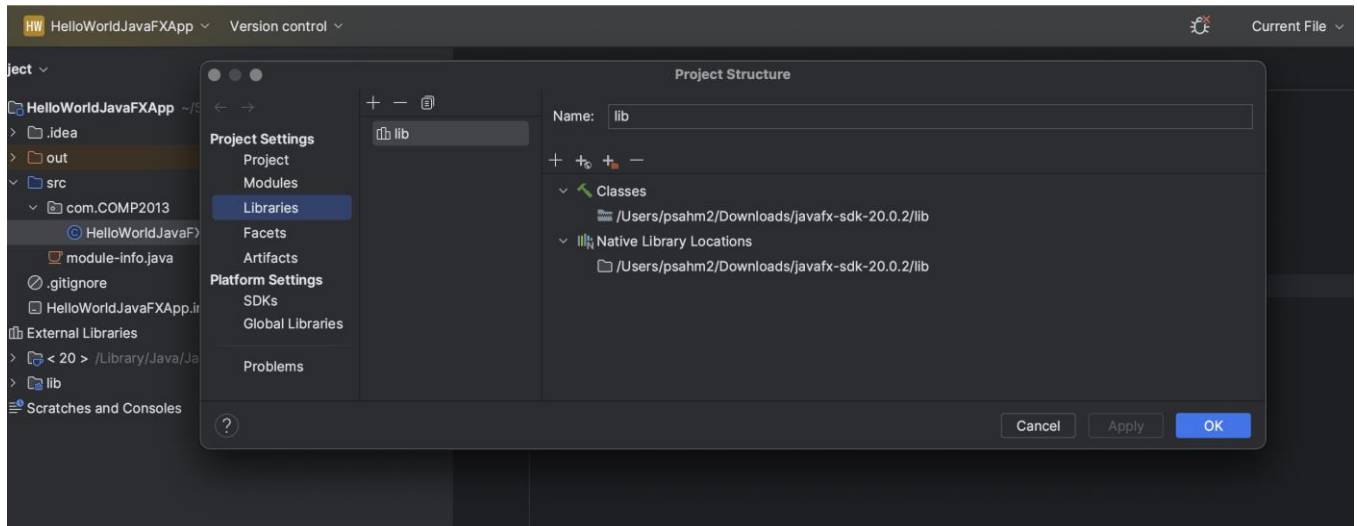 HW HelloWorldJavaFXApp Version control Current File
ject
Project Structure
HelloWorldJavaFXApp ~/S
.idea
out
src
com.COMP2013
HelloWorldJavaFX
module-info.java
.gitignore
HelloWorldJavaFXApp.im
External Libraries
< 20 > /Library/Java/Ja
lib
Scratches and Consoles
Project Settings
Project
Modules
Libraries
Facets
Artifacts
Platform Settings
SDKs
Global Libraries
Problems
lib
Name: lib
Classes
/Users/psahm2/Downloads/javafx-sdk-20.0.2/lib
Native Library Locations
/Users/psahm2/Downloads/javafx-sdk-20.0.2/lib
? Cancel Apply OK